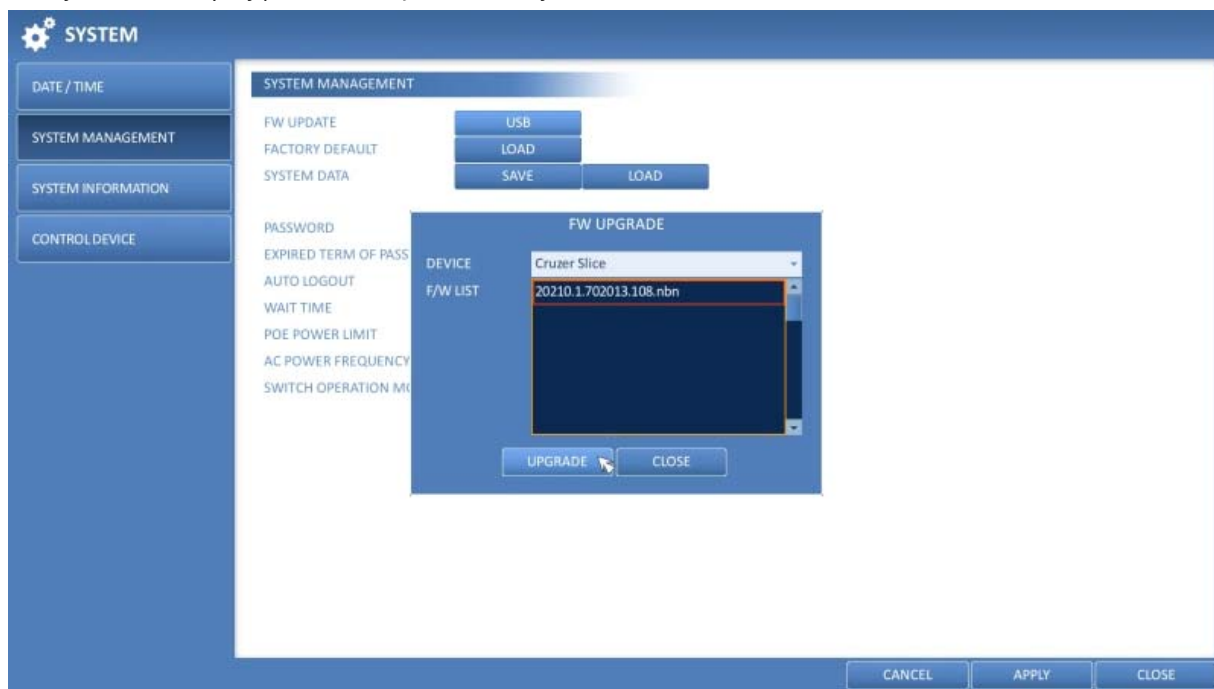 SYSTEM
DATE / TIME
SYSTEM MANAGEMENT
SYSTEM INFORMATION
CONTROL DEVICE
SYSTEM MANAGEMENT
FW UPDATE USB
FACTORY DEFAULT LOAD
SYSTEM DATA SAVE LOAD
PASSWORD
EXPIRED TERM OF PASS
AUTO LOGOUT
WAIT TIME
POE POWER LIMIT
AC POWER FREQUENCY
SWITCH OPERATION
FW UPGRADE
DEVICE Cruzer Slice
F/W LIST 20210.1.702013.108.nbn
UPGRADE CLOSE
CANCEL APPLY CLOSE